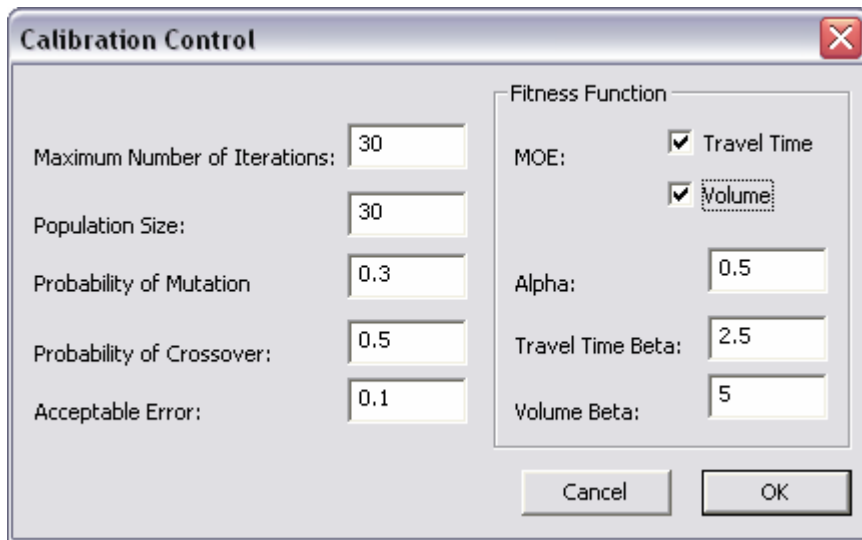 Calibration Control
Maximum Number of Iterations: 30
Population Size: 30
Probability of Mutation 0.3
Probability of Crossover: 0.5
Acceptable Error: 0.1
Fitness Function
MOE: Travel Time
Volume
Alpha: 0.5
Travel Time Beta: 2.5
Volume Beta: 5
Cancel OK